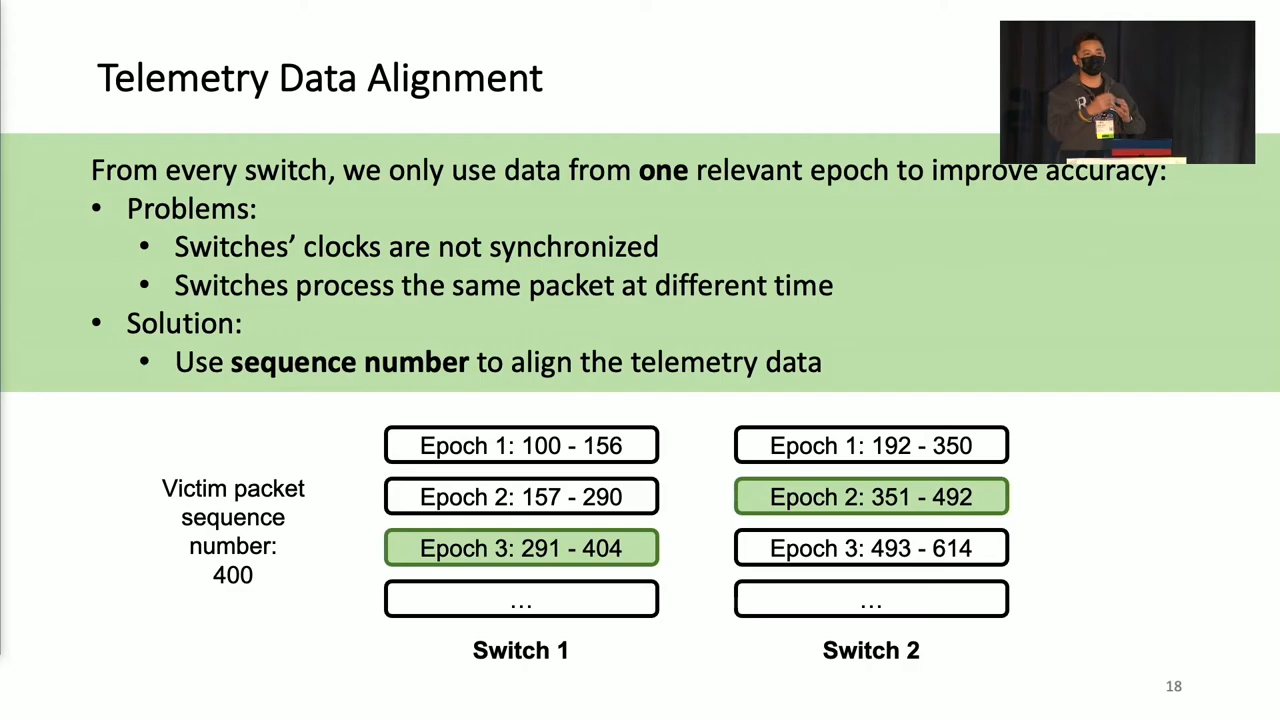 Telemetry Data Alignment
From every switch, we only use data from one relevant epoch to improve accuracy:
• Problems:
• Switches’ clocks are not synchronized
• Switches process the same packet at different time
• Solution:
• Use sequence number to align the telemetry data
Victim packet
sequence
number:
400
Epoch 1: 100 - 156
Epoch 2: 157 - 290
Epoch 3: 291 - 404
...
Switch 1
Epoch 1: 192 - 350
Epoch 2: 351 - 492
Epoch 3: 493 - 614
...
Switch 2
18